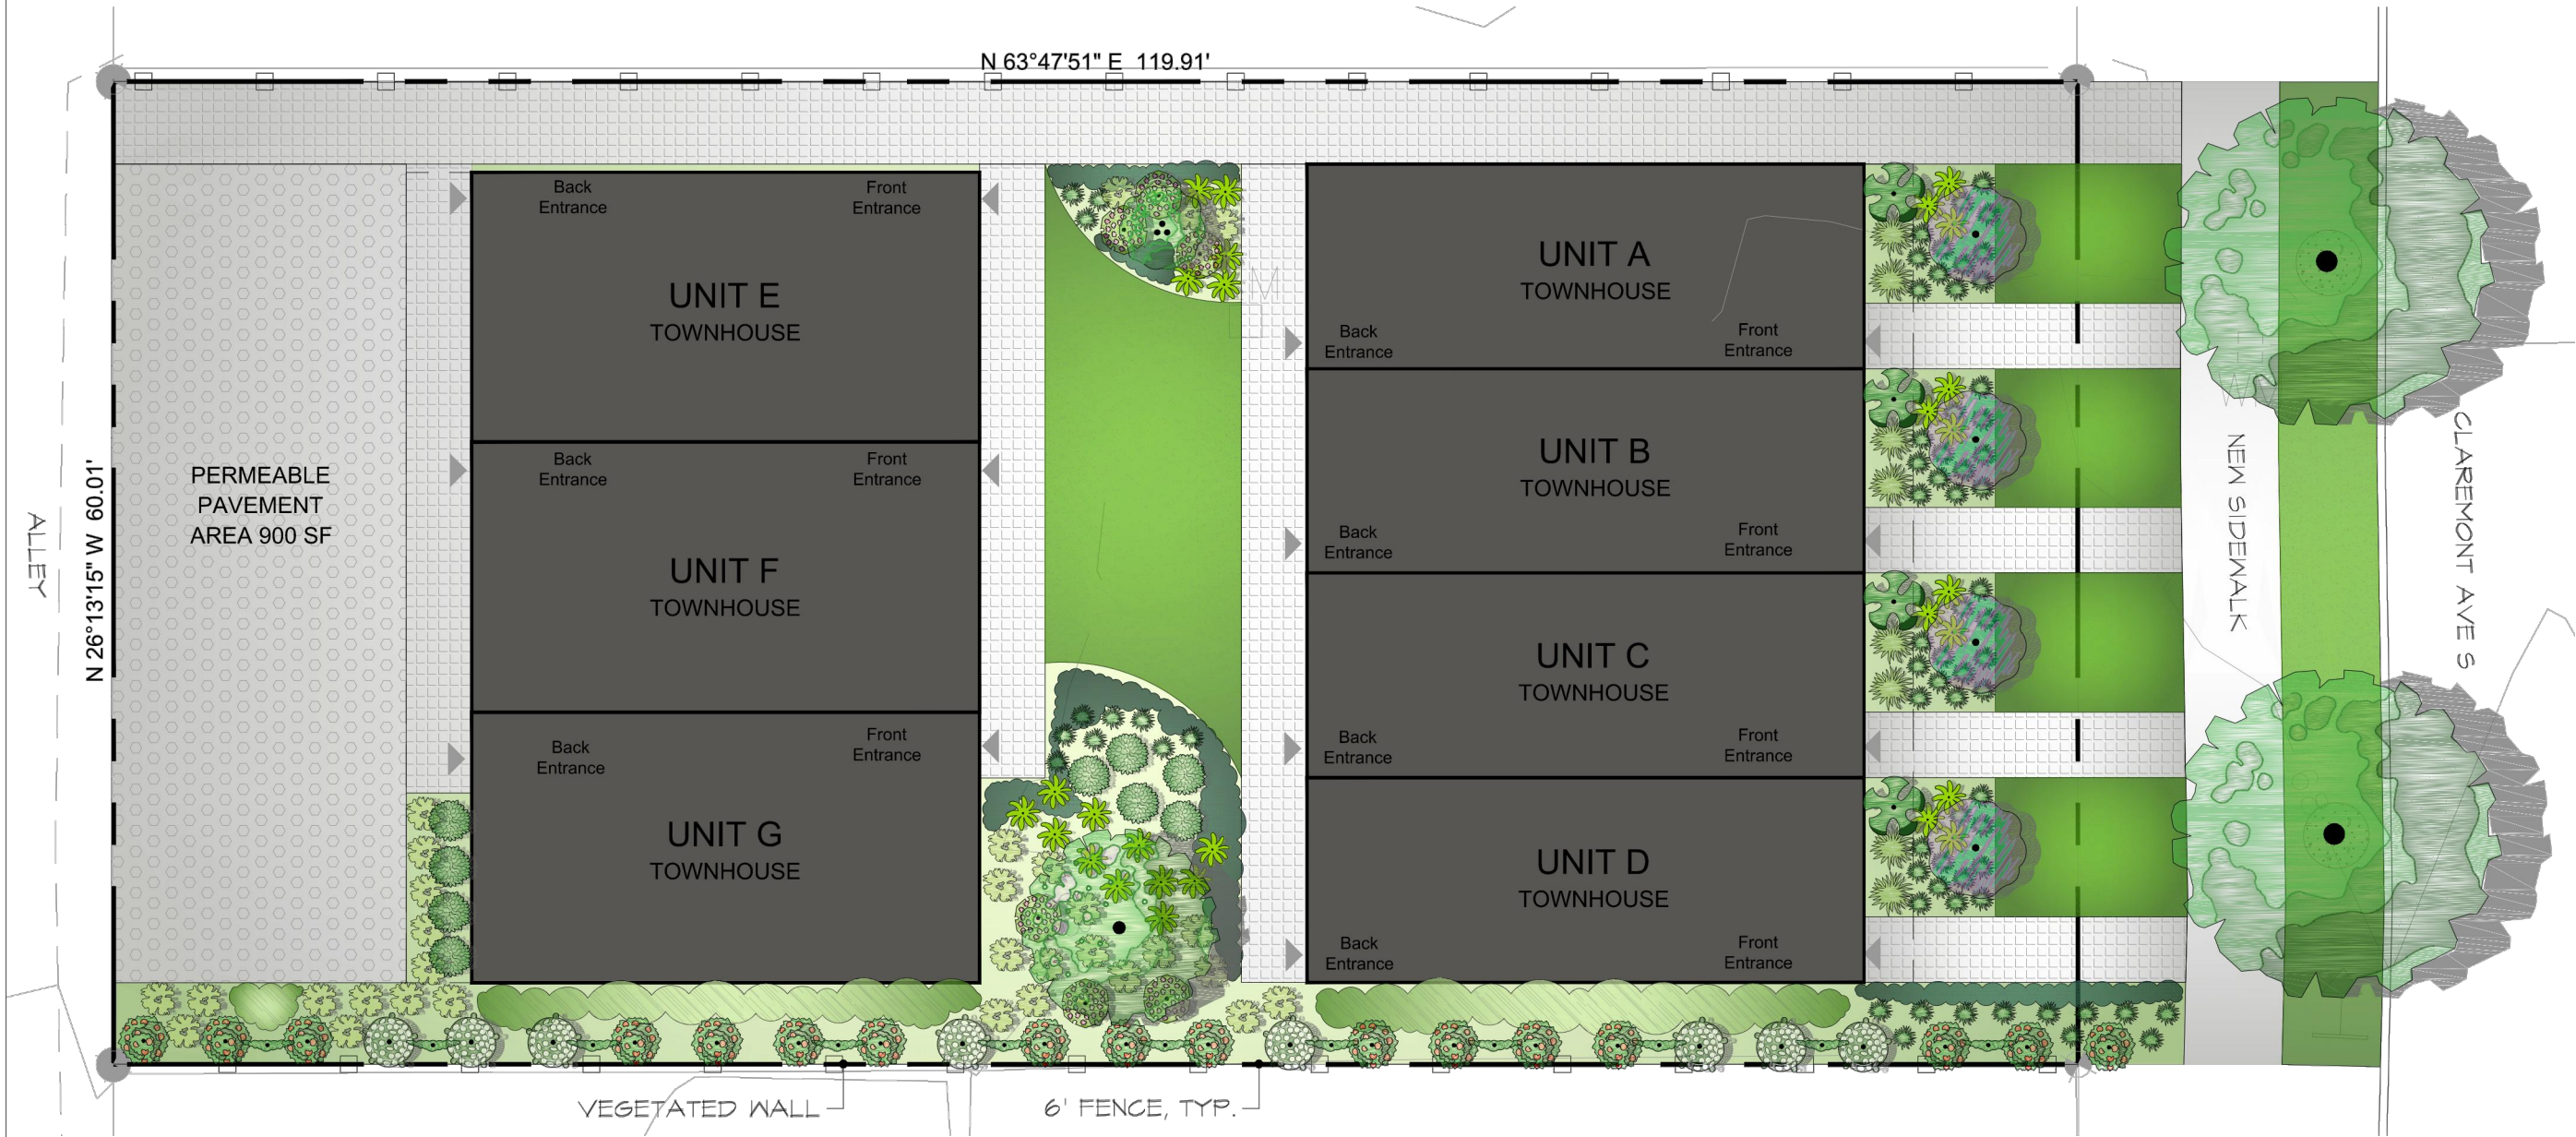 N 63°47'51" E 119.91'
Back
Entrance
Front
Entrance
UNIT E
TOWNHOUSE
Back
Entrance
Front
Entrance
UNIT F
TOWNHOUSE
Back
Entrance
Front
Entrance
UNIT G
TOWNHOUSE
UNIT A
TOWNHOUSE
Back
Entrance
Front
Entrance
UNIT B
TOWNHOUSE
Back
Entrance
Front
Entrance
UNIT C
TOWNHOUSE
Back
Entrance
Front
Entrance
UNIT D
TOWNHOUSE
Back
Entrance
Front
Entrance
PERMEABLE
PAVEMENT
AREA 900 SF
ALLEY
N 26°13'15" W 60.01'
NEW SIDEWALK
CLAREMONT AVE S
VEGETATED WALL
6' FENCE, TYP.